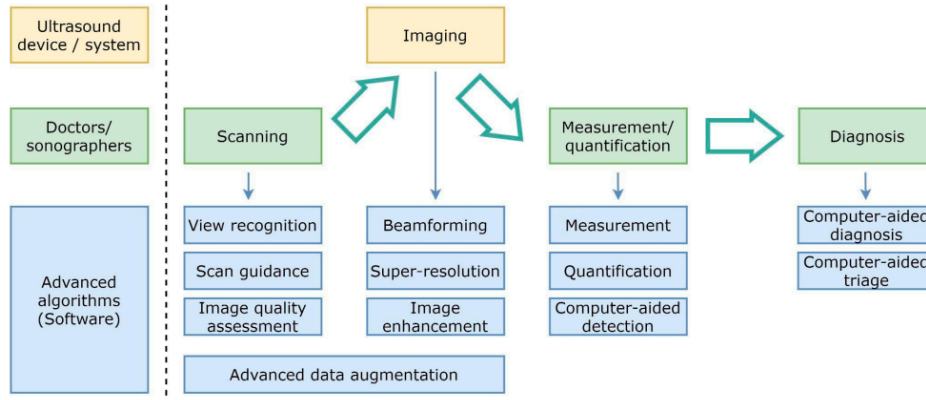 Ultrasound
device / system
Imaging
Doctors/
sonographers
Scanning
Measurement/
quantification
Diagnosis
Advanced
algorithms
(Software)
View recognition
Scan guidance
Image quality
assessment
Beamforming
Super-resolution
Image
enhancement
Measurement
Quantification
Computer-aided
detection
Computer-aided
diagnosis
Computer-aided
triage
Advanced data augmentation